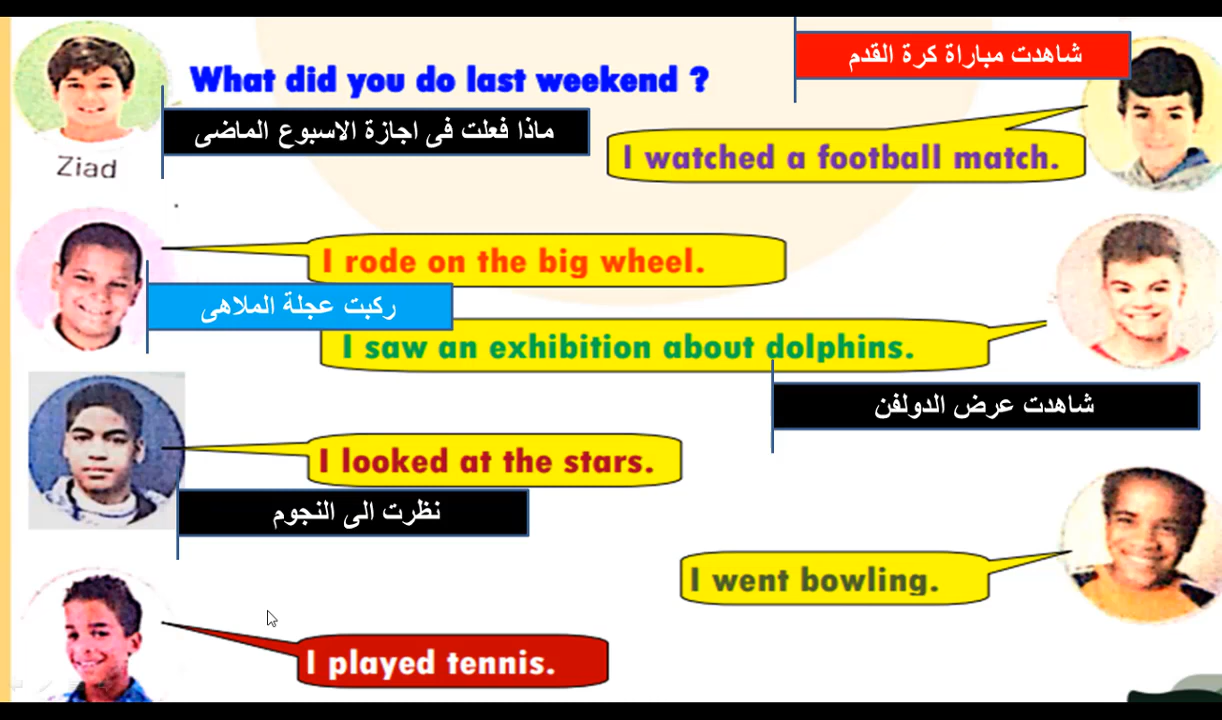 شاهدت مباراة كرة القدم
What did you do last weekend ?
ماذا فعلت فى اجازة الاسبوع الماضى
I watched a football match.
Ziad
I rode on the big wheel.
ركبت عجلة الملاهى
I saw an exhibition about dolphins.
شاهدت عرض الدولفن
I looked at the stars.
نظرت الى النجوم
I went bowling.
I played tennis.